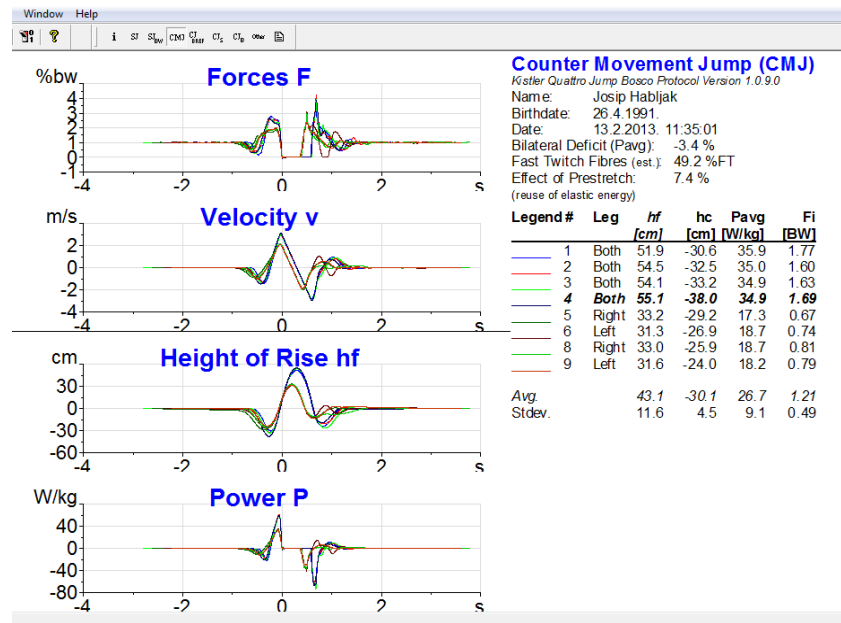 Window Help
i SJ SJBW CMJ CJDROP CJS CJB Other
Forces F
%bw
4
3
2
1
0
-1
-4 -2 0 2 s
Velocity v
m/s
2
0
-2
-4
-4 -2 0 2 s
Height of Rise hf
cm
30
0
-30
-60
-4 -2 0 2 s
Power P
W/kg
40
0
-40
-80
-4 -2 0 2 s
Counter Movement Jump (CMJ)
Kistler Quattro Jump Bosco Protocol Version 1.0.9.0
Name: Josip Habljak
Birthdate: 26.4.1991.
Date: 13.2.2013. 11:35:01
Bilateral Deficit (Pavg): -3.4 %
Fast Twitch Fibres (est.): 49.2 %FT
Effect of Prestretch: 7.4 %
(reuse of elastic energy)
Legend # Leg hf hc Pavg Fi
[cm] [cm] [W/kg] [BW]
1 Both 51.9 -30.6 35.9 1.77
2 Both 54.5 -32.5 35.0 1.60
3 Both 54.1 -33.2 34.9 1.63
4 Both 55.1 -38.0 34.9 1.69
5 Right 33.2 -29.2 17.3 0.67
6 Left 31.3 -26.9 18.7 0.74
8 Right 33.0 -25.9 18.7 0.81
9 Left 31.6 -24.0 18.2 0.79
Avg. 43.1 -30.1 26.7 1.21
Stdev. 11.6 4.5 9.1 0.49